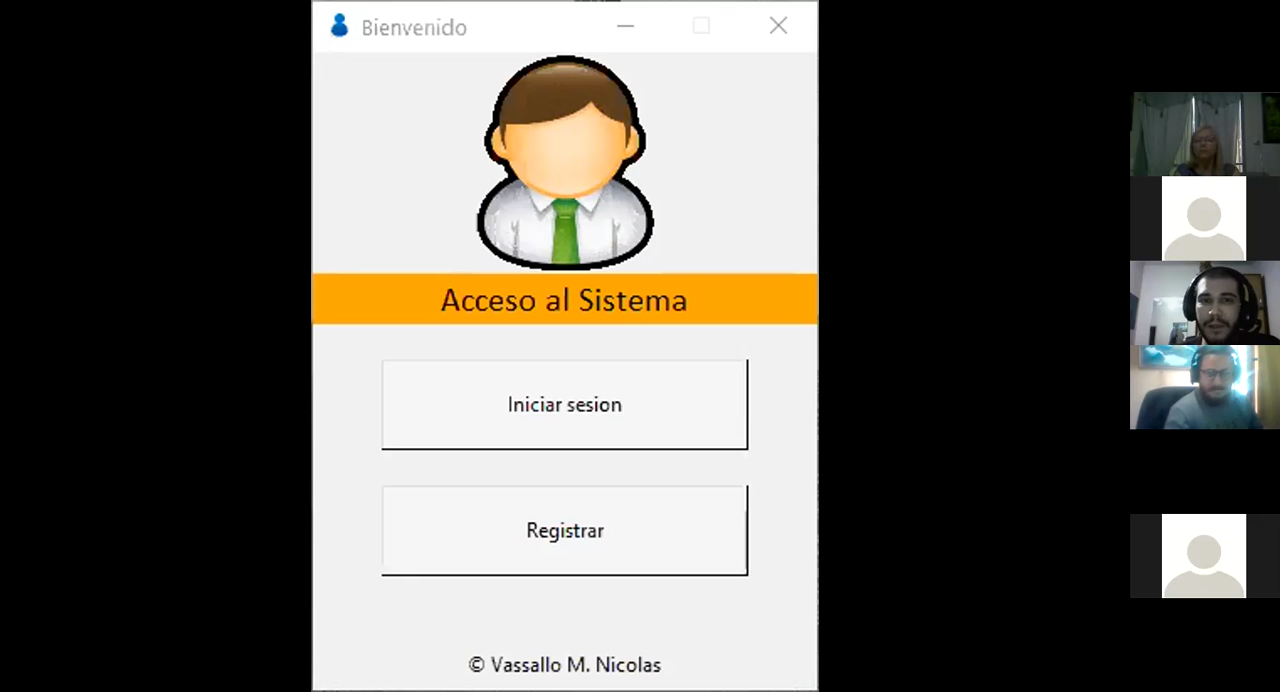 Bienvenido
Acceso al Sistema
Iniciar sesion
Registrar
© Vassallo M. Nicolas